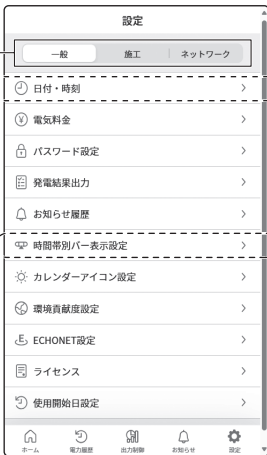 設定
一般 施工 ネットワーク
日付・時刻
電気料金
パスワード設定
発電結果出力
お知らせ履歴
時間帯別バー表示設定
カレンダーアイコン設定
環境貢献度設定
ECHONET設定
ライセンス
使用開始日設定
ホーム 電力履歴 出力制御 お知らせ 設定